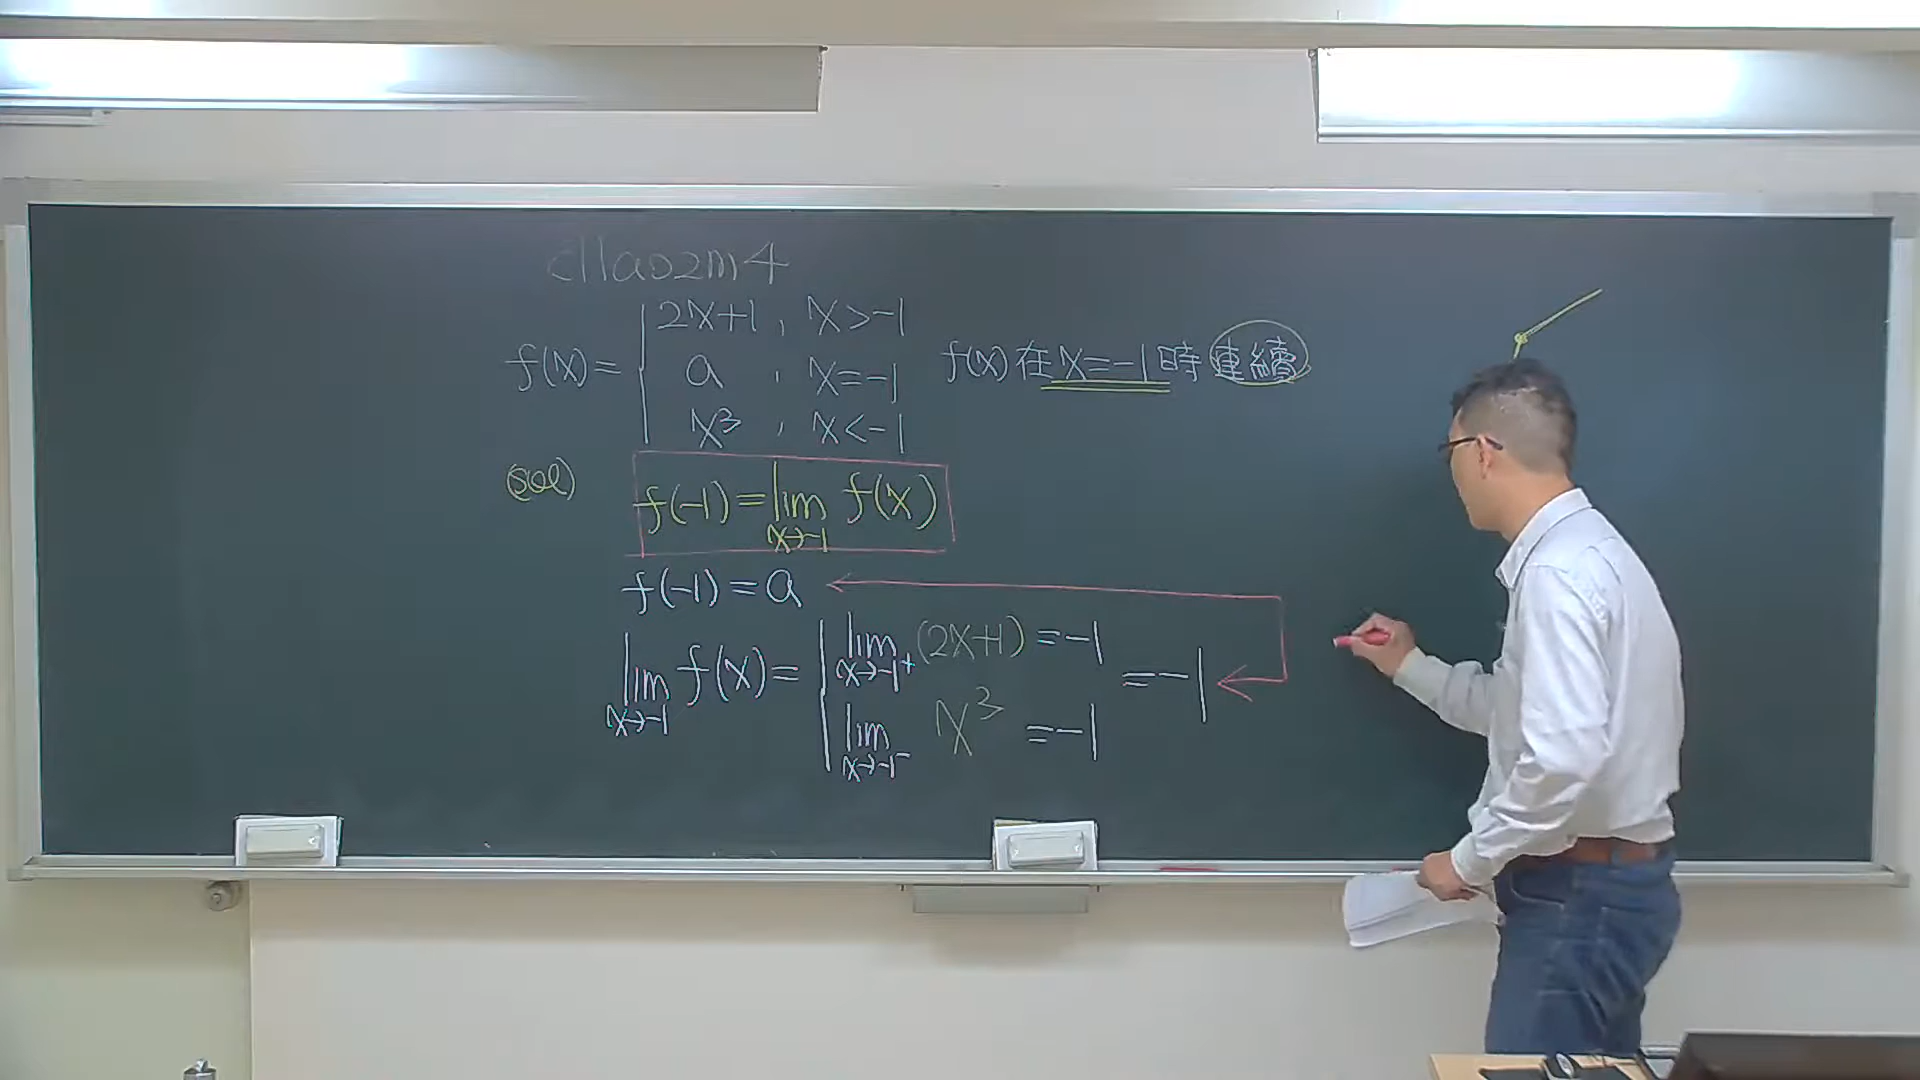 c11ao2m4
f(x)= 2x+1 , x>-1
a , x=-1
x³ , x<-1
f(x)在x=-1時連續
(sol)
f(-1)=lim f(x)
x→-1
f(-1)=a
lim f(x)= lim (2x+1)=-1
x→-1 x→-1⁺
=-1
lim x³ =-1
x→-1⁻